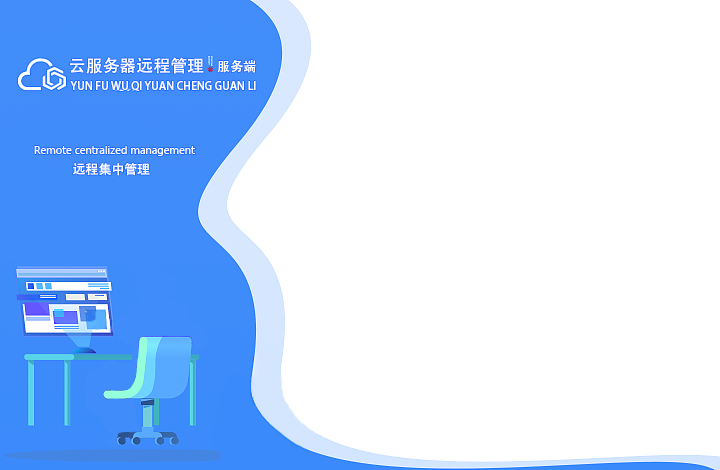 云服务器远程管理 服务端
YUN FU WU QI YUAN CHENG GUAN LI
Remote centralized management
远程集中管理